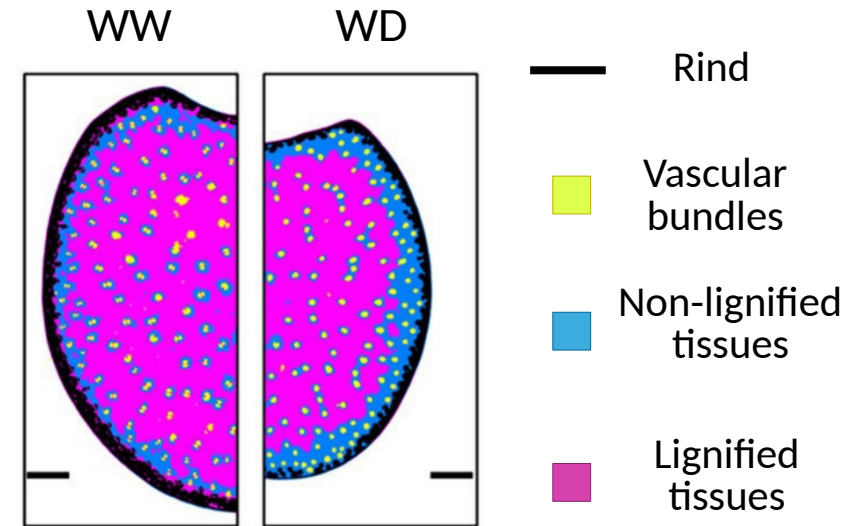 WW
WD
Rind
Vascular
bundles
Non-lignified
tissues
Lignified
tissues